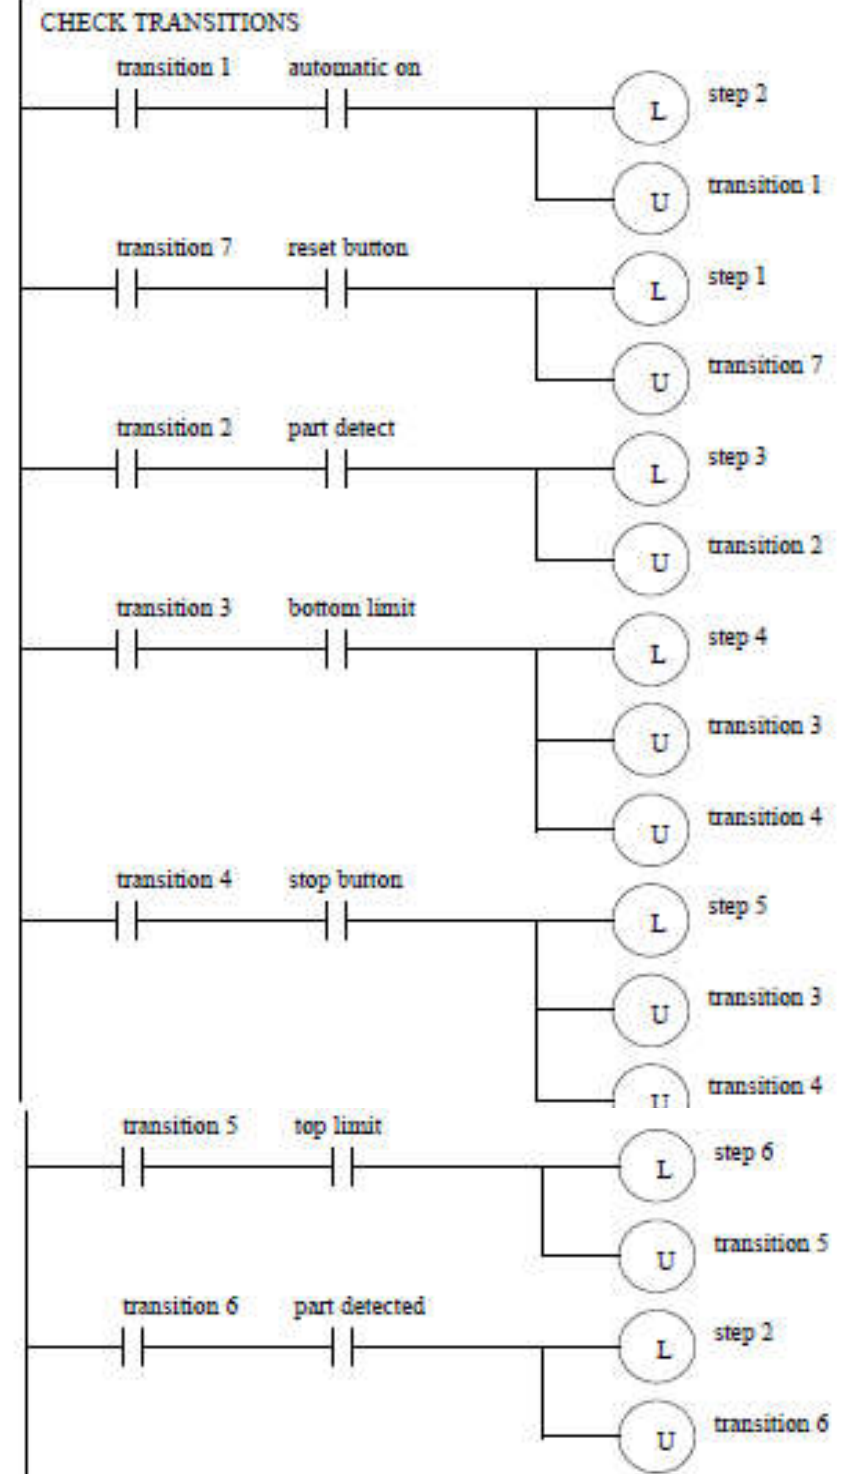 CHECK TRANSITIONS
transition 1 automatic on
L step 2
U transition 1
transition 7 reset button
L step 1
U transition 7
transition 2 part detect
L step 3
U transition 2
transition 3 bottom limit
L step 4
U transition 3
U transition 4
transition 4 stop button
L step 5
U transition 3
U transition 4
transition 5 top limit
L step 6
U transition 5
transition 6 part detected
L step 2
U transition 6